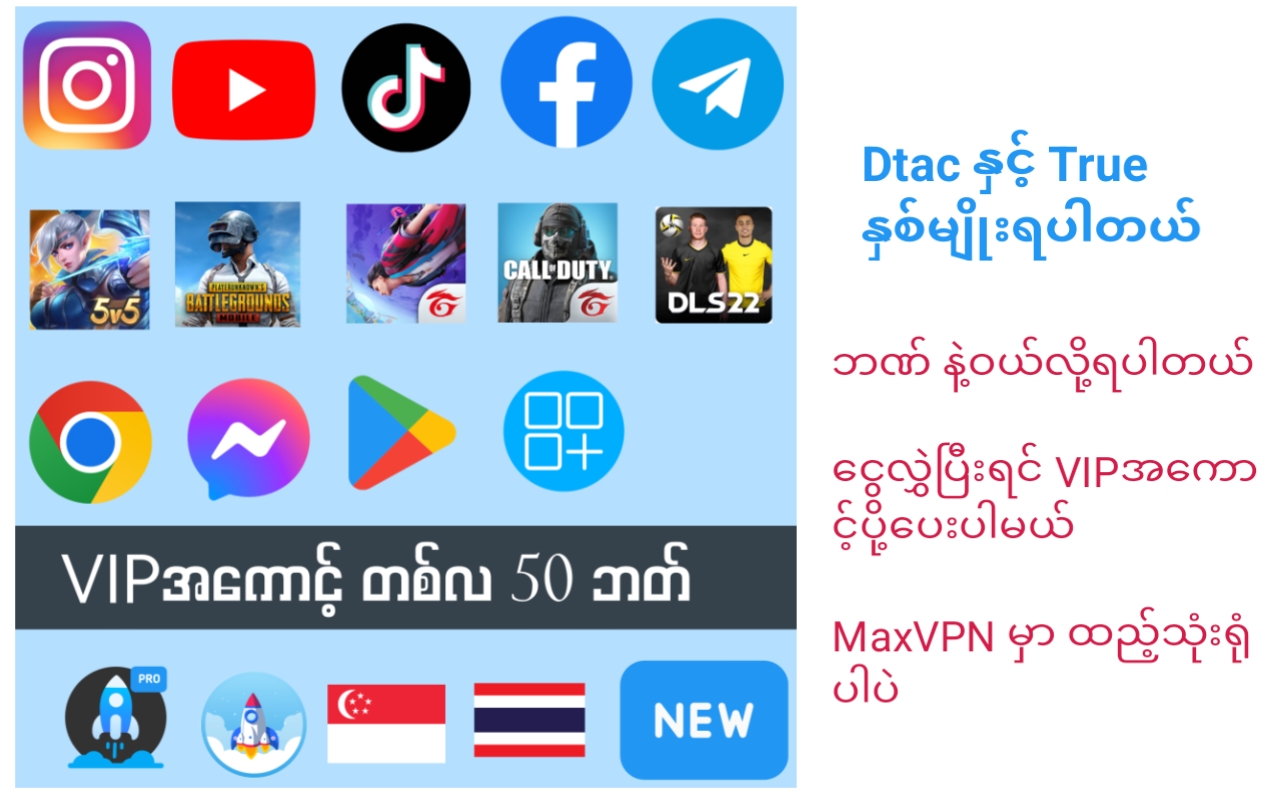 5v5
PLAYERUNKNOWN'S
BATTLEGROUNDS
MOBILE
CALL OF DUTY
DLS22
VIPအကောင့် တစ်လ 50 ဘတ်
PRO
NEW
Dtac နှင့် True
နှစ်မျိုးရပါတယ်
ဘဏ် နဲ့ဝယ်လို့ရပါတယ်
ငွေလွှဲပြီးရင် VIPအကော
င့်ပို့ပေးပါမယ်
MaxVPN မှာ ထည့်သုံးရုံ
ပါပဲ